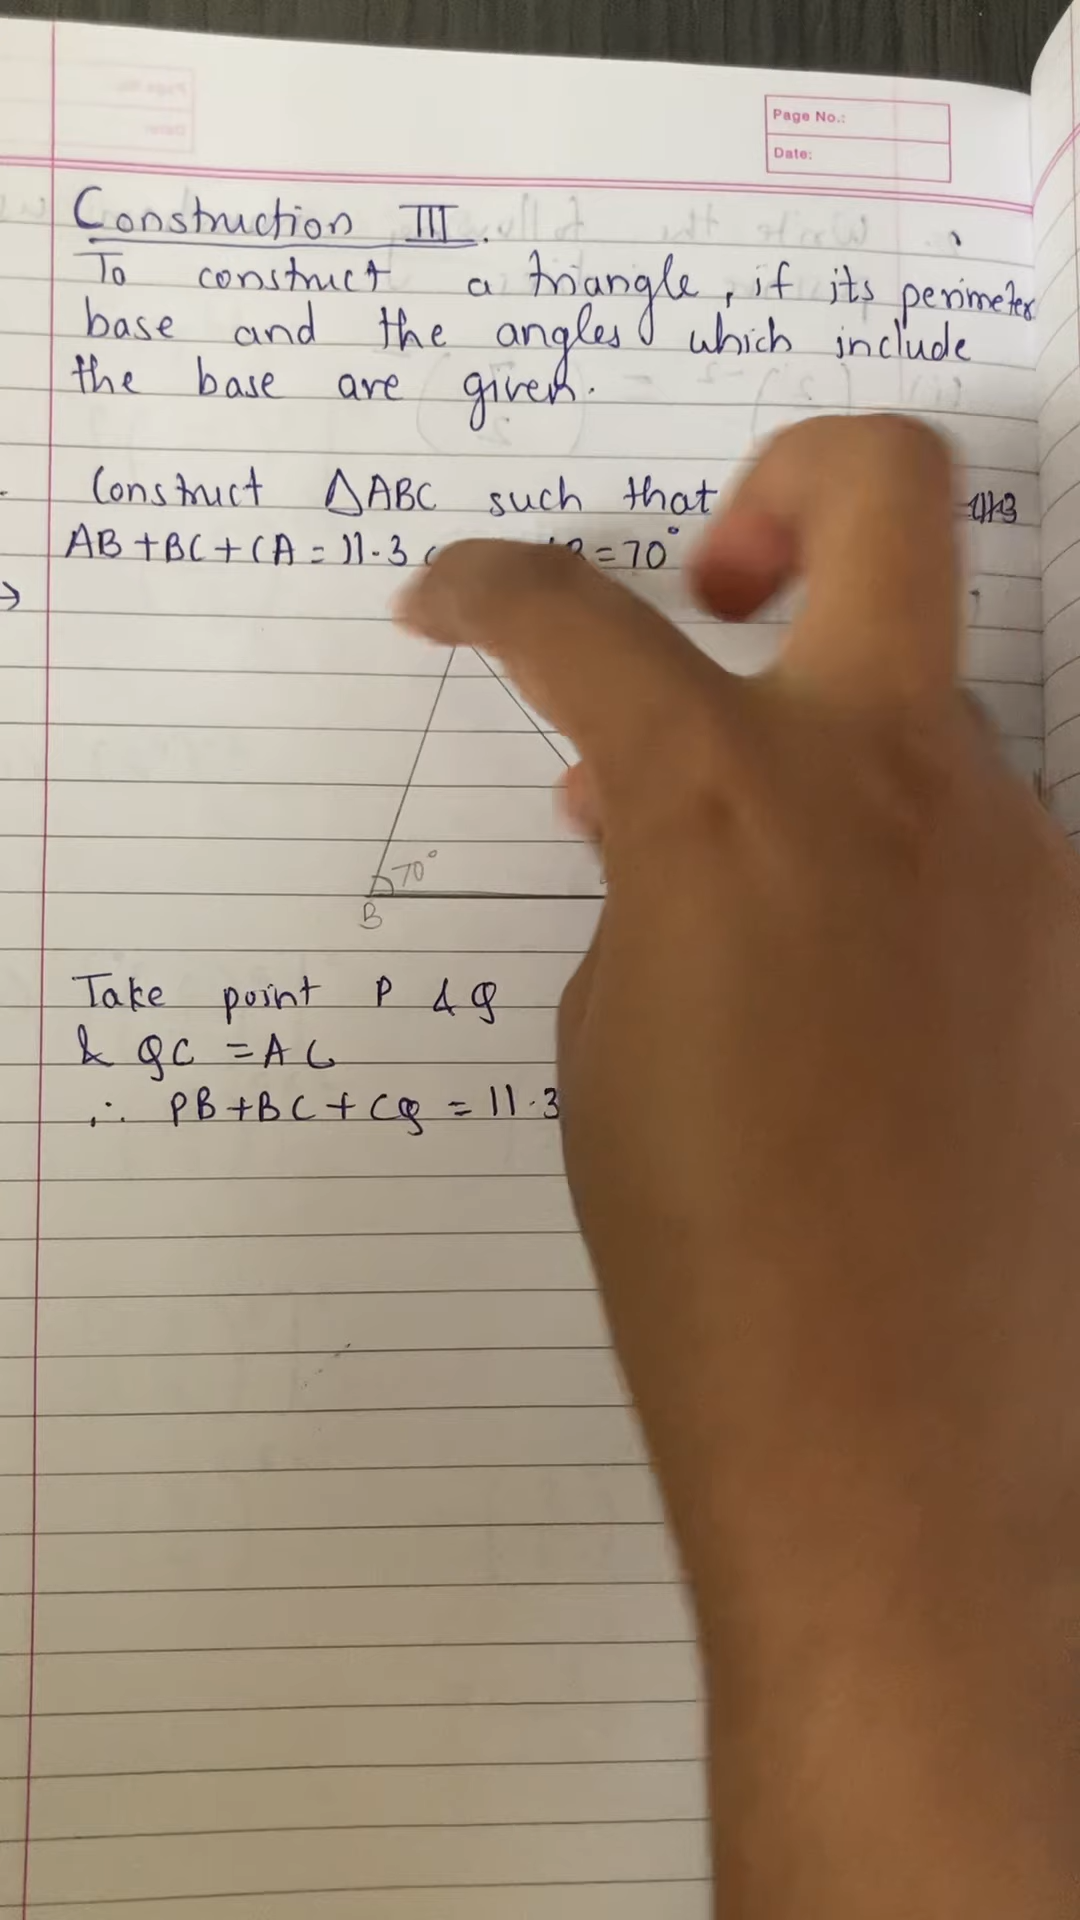 Page No.:
Date:
Construction III.
To construct a triangle, if its perimeter
base and the angles which include
the base are given.
Construct △ABC such that
AB+BC+CA = 11.3 = 70°
→
70°
B
Take point P & Q
& QC = AC
∴ PB+BC+CQ = 11.3